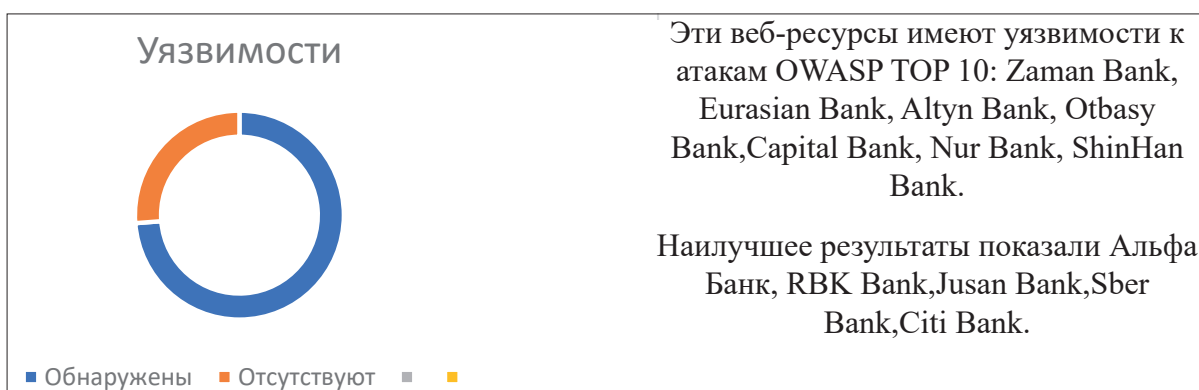 Уязвимости
Обнаружены Отсутствуют
Эти веб-ресурсы имеют уязвимости к
атакам OWASP TOP 10: Zaman Bank,
Eurasian Bank, Altyn Bank, Otbasy
Bank,Capital Bank, Nur Bank, ShinHan
Bank.
Наилучшее результаты показали Альфа
Банк, RBK Bank,Jusan Bank,Sber
Bank,Citi Bank.